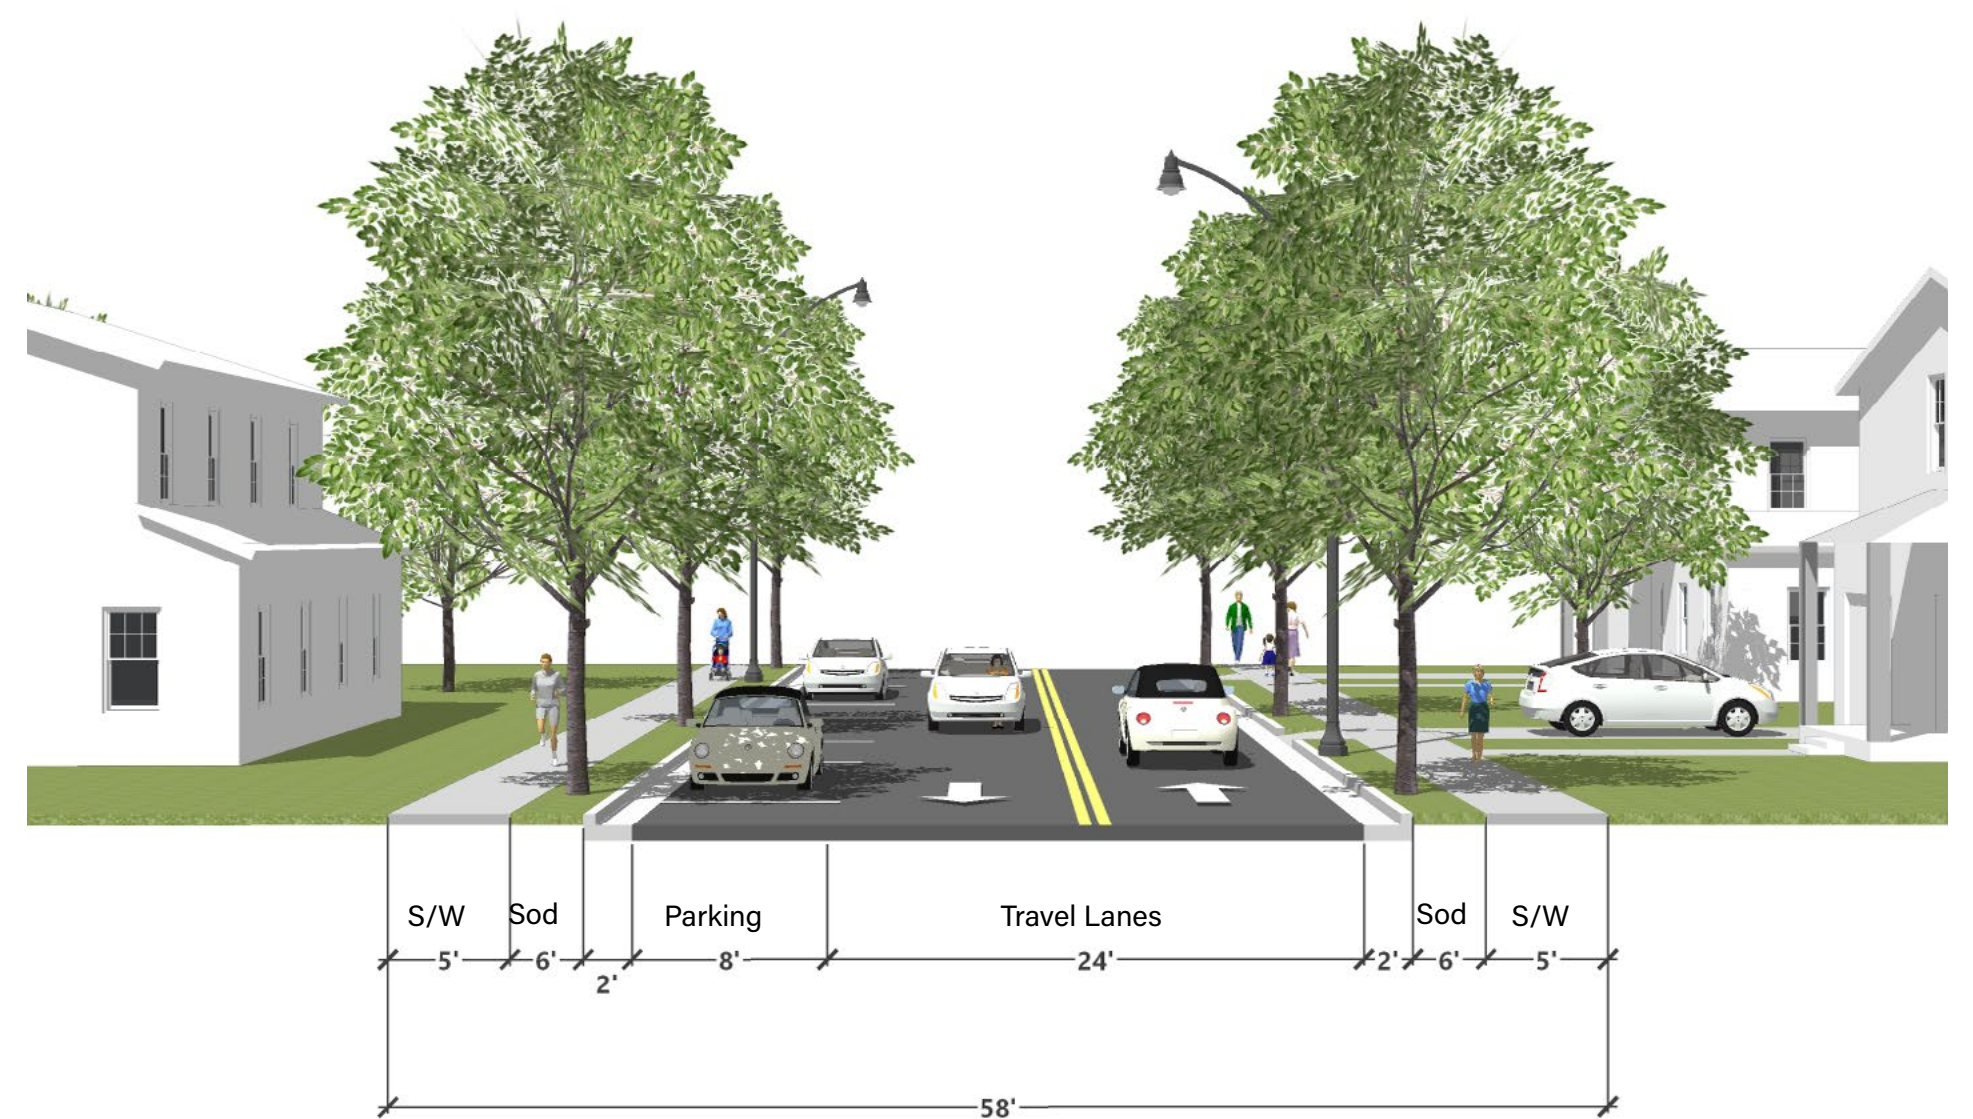 S/W Sod Parking Travel Lanes Sod S/W
5' 6' 2' 8' 24' 2' 6' 5'
58'